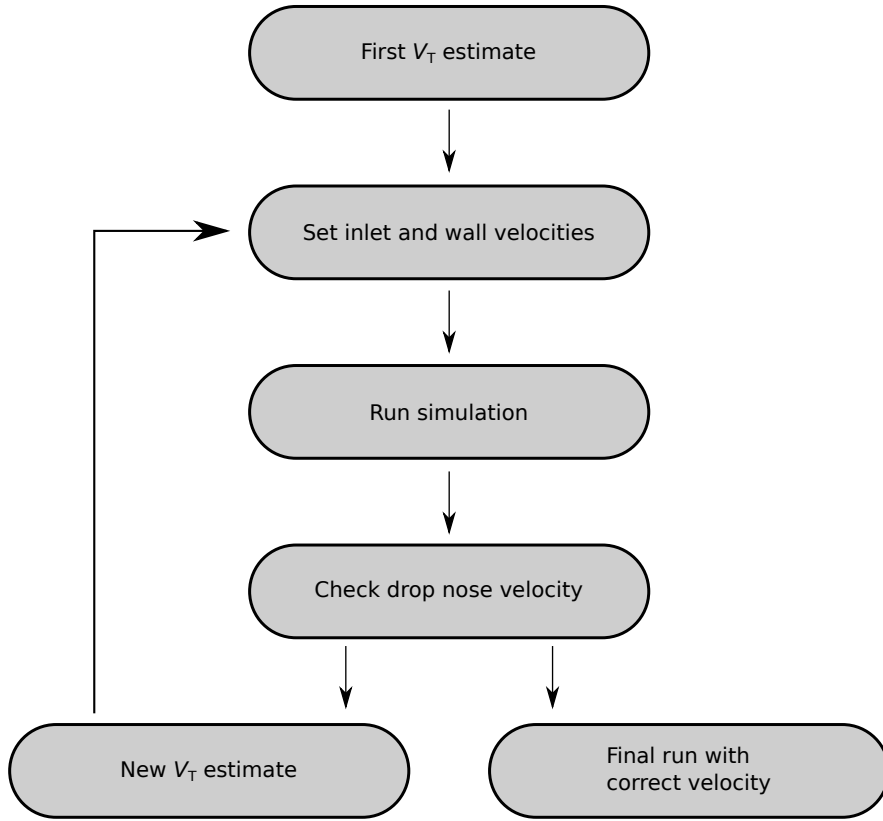 First V_T estimate
Set inlet and wall velocities
Run simulation
Check drop nose velocity
New V_T estimate
Final run with
correct velocity